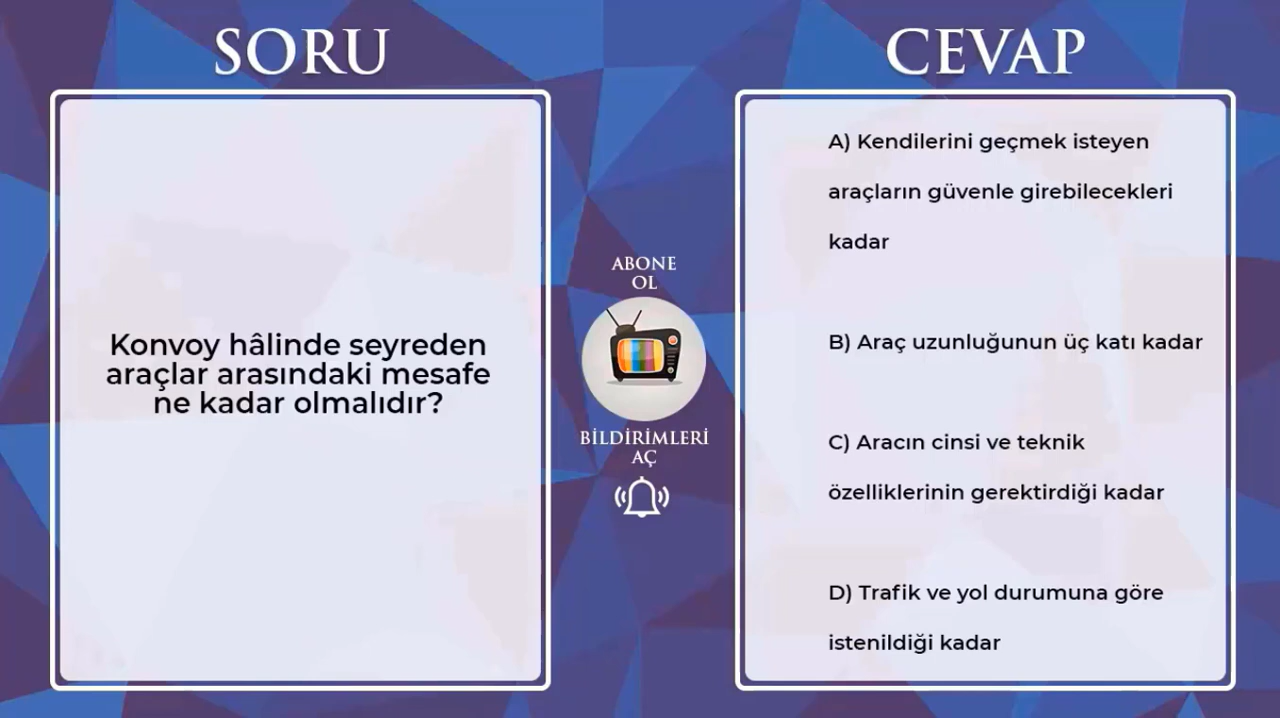 SORU
Konvoy hâlinde seyreden
araçlar arasındaki mesafe
ne kadar olmalıdır?
ABONE
OL
BİLDİRİMLERİ
AÇ
CEVAP
A) Kendilerini geçmek isteyen
araçların güvenle girebilecekleri
kadar
B) Araç uzunluğunun üç katı kadar
C) Aracın cinsi ve teknik
özelliklerinin gerektirdiği kadar
D) Trafik ve yol durumuna göre
istenildiği kadar